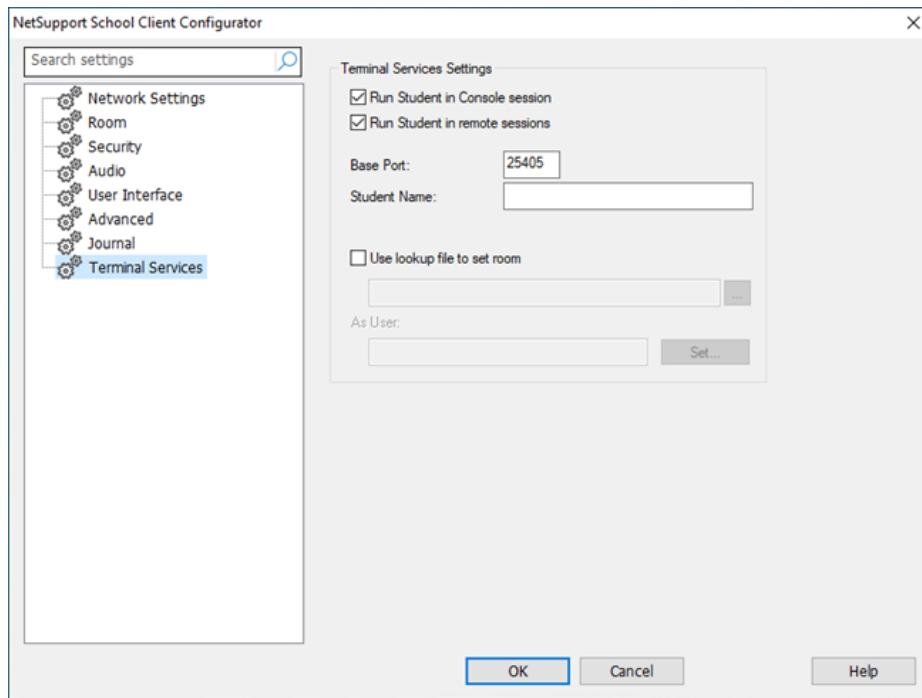 NetSupport School Client Configurator
Search settings
Network Settings
Room
Security
Audio
User Interface
Advanced
Journal
Terminal Services
Terminal Services Settings
Run Student in Console session
Run Student in remote sessions
Base Port: 25405
Student Name:
Use lookup file to set room
...
As User:
Set...
OK Cancel Help